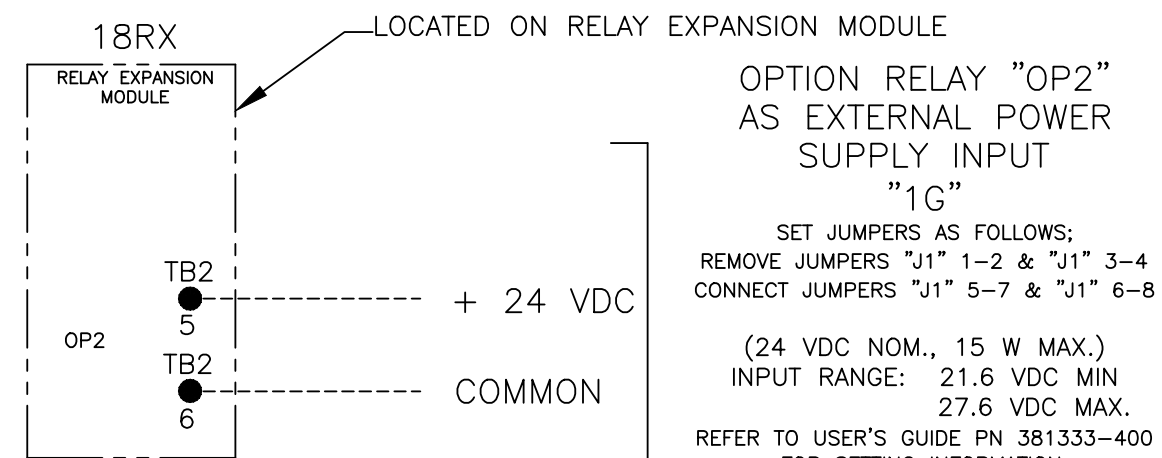 18RX
LOCATED ON RELAY EXPANSION MODULE
RELAY EXPANSION
MODULE
TB2
5
OP2
TB2
6
+ 24 VDC
COMMON
OPTION RELAY "OP2"
AS EXTERNAL POWER
SUPPLY INPUT
"1G"
SET JUMPERS AS FOLLOWS;
REMOVE JUMPERS "J1" 1-2 & "J1" 3-4
CONNECT JUMPERS "J1" 5-7 & "J1" 6-8
(24 VDC NOM., 15 W MAX.)
INPUT RANGE: 21.6 VDC MIN
27.6 VDC MAX.
REFER TO USER'S GUIDE PN 381333-400